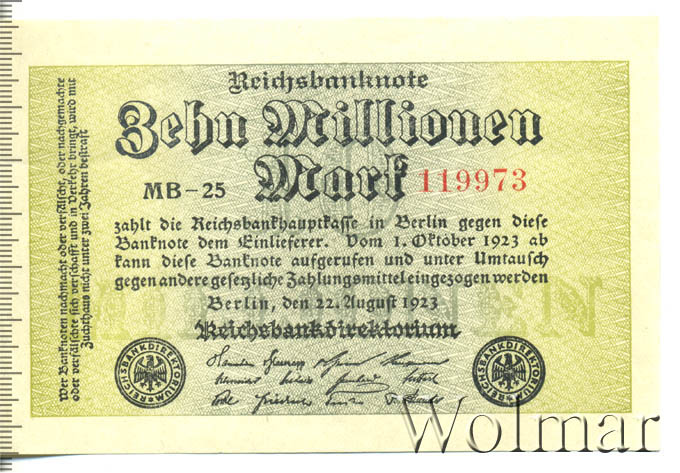 Reichsbanknote
Zehn Millionen
Mark
MB-25
119973
zahlt die Reichsbankhauptkasse in Berlin gegen diese
Banknote dem Einlieferer. Vom 1. Oktober 1923 ab
kann diese Banknote aufgerufen und unter Umtausch
gegen andere gesetzliche Zahlungsmittel eingezogen werden
Berlin, den 22. August 1923
Reichsbankdirektorium
REICHSBANKDIREKTORIUM
REICHSBANKDIREKTORIUM
Wer Banknoten nachmacht oder verfälscht, oder nachgemachte
oder verfälschte sich verschafft und in Verkehr bringt, wird mit
Zuchthaus nicht unter zwei Jahren bestraft
Wolmar